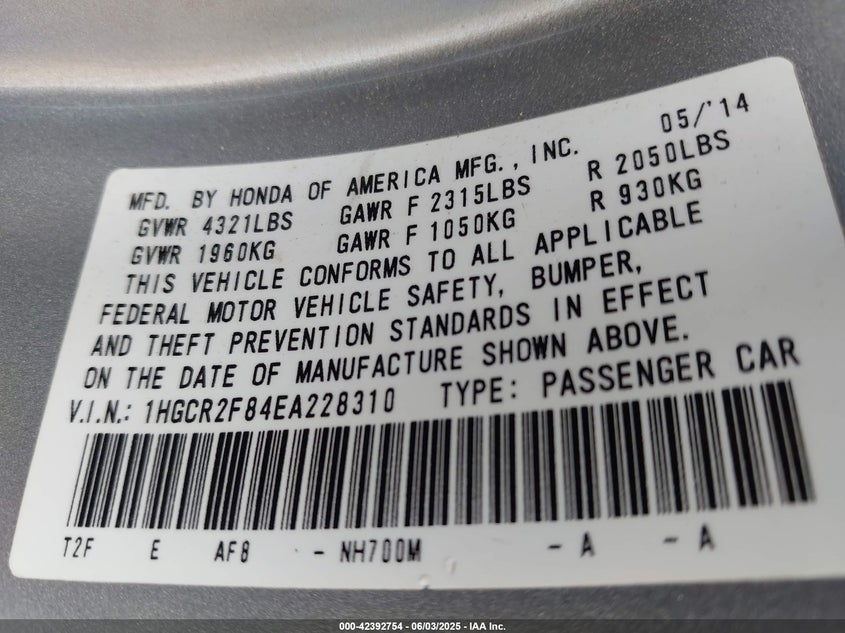 MFD. BY HONDA OF AMERICA MFG., INC. 05/'14
GVWR 4321LBS GAWR F 2315LBS R 2050LBS
GVWR 1960KG GAWR F 1050KG R 930KG
THIS VEHICLE CONFORMS TO ALL APPLICABLE
FEDERAL MOTOR VEHICLE SAFETY, BUMPER,
AND THEFT PREVENTION STANDARDS IN EFFECT
ON THE DATE OF MANUFACTURE SHOWN ABOVE.
V.I.N.: 1HGCR2F84EA228310 TYPE: PASSENGER CAR
T2F E AF8 - NH700M - A - A
000-42392754 - 06/03/2025 - IAA Inc.